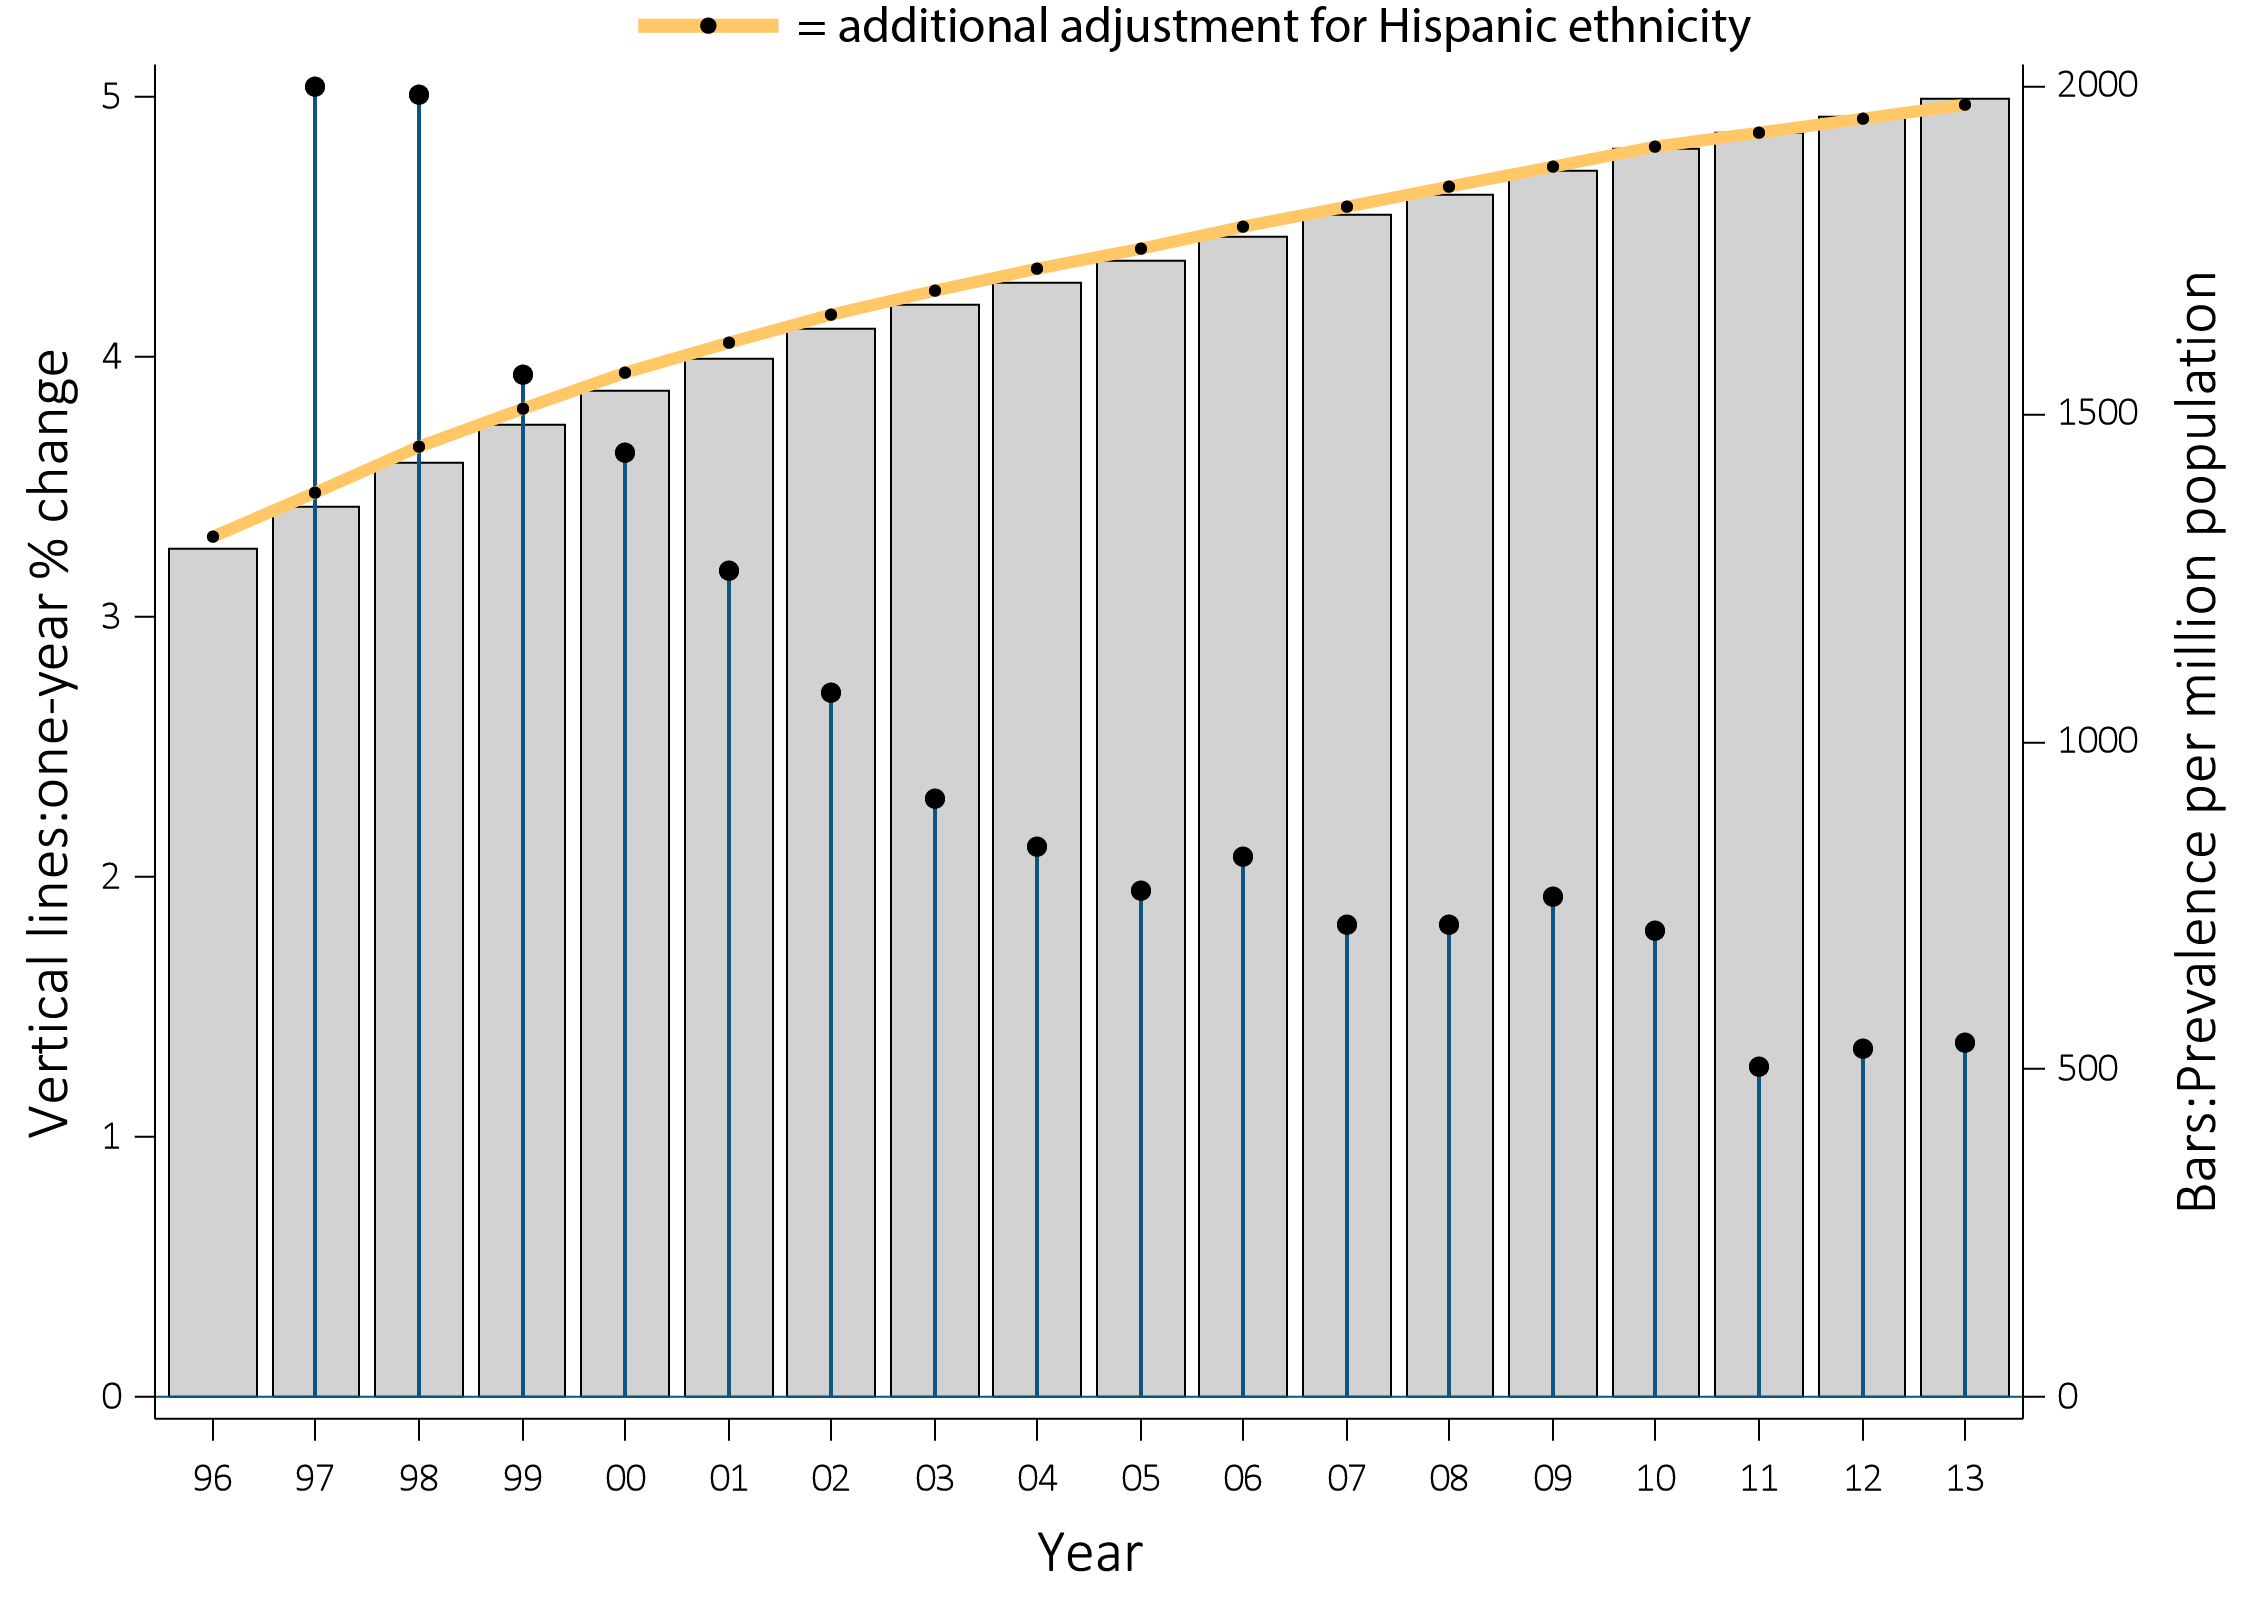 = additional adjustment for Hispanic ethnicity
Vertical lines:one-year % change
5
4
3
2
1
0
2000
1500
1000
500
0
Bars:Prevalence per million population
96 97 98 99 00 01 02 03 04 05 06 07 08 09 10 11 12 13
Year